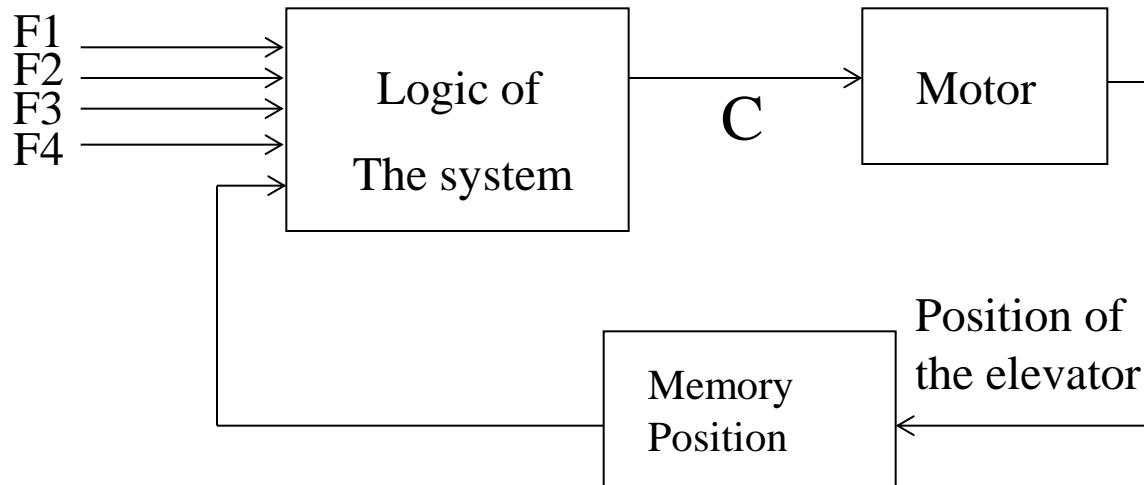 F1
F2
F3
F4
Logic of
The system
C
Motor
Position of
the elevator
Memory
Position